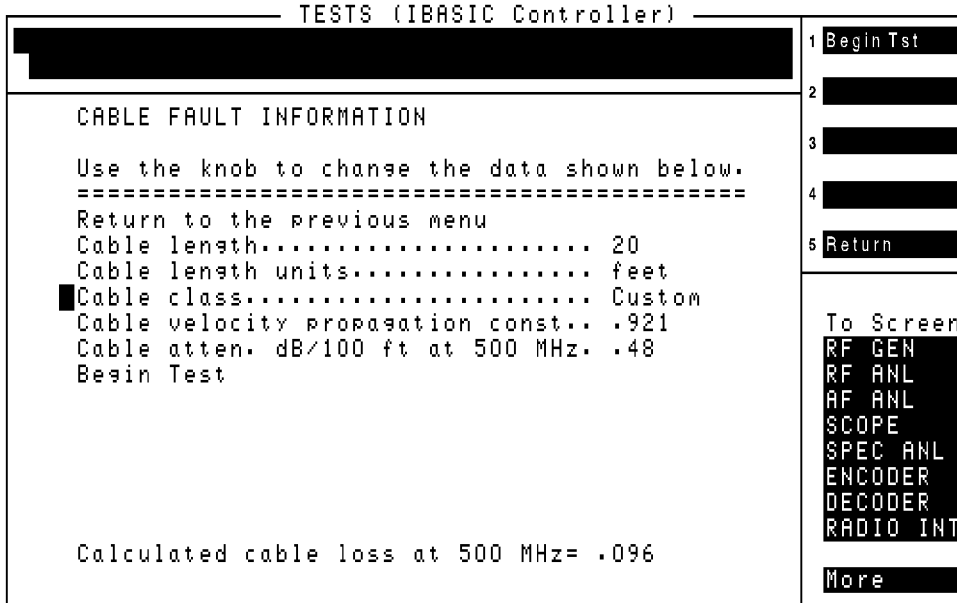 TESTS (IBASIC Controller)
CABLE FAULT INFORMATION
Use the knob to change the data shown below.
============================================
Return to the previous menu
Cable length...................... 20
Cable length units................ feet
Cable class....................... Custom
Cable velocity propagation const.. .921
Cable atten. dB/100 ft at 500 MHz. .48
Begin Test
Calculated cable loss at 500 MHz= .096
1 Begin Tst
2
3
4
5 Return
To Screen
RF GEN
RF ANL
AF ANL
SCOPE
SPEC ANL
ENCODER
DECODER
RADIO INT
More